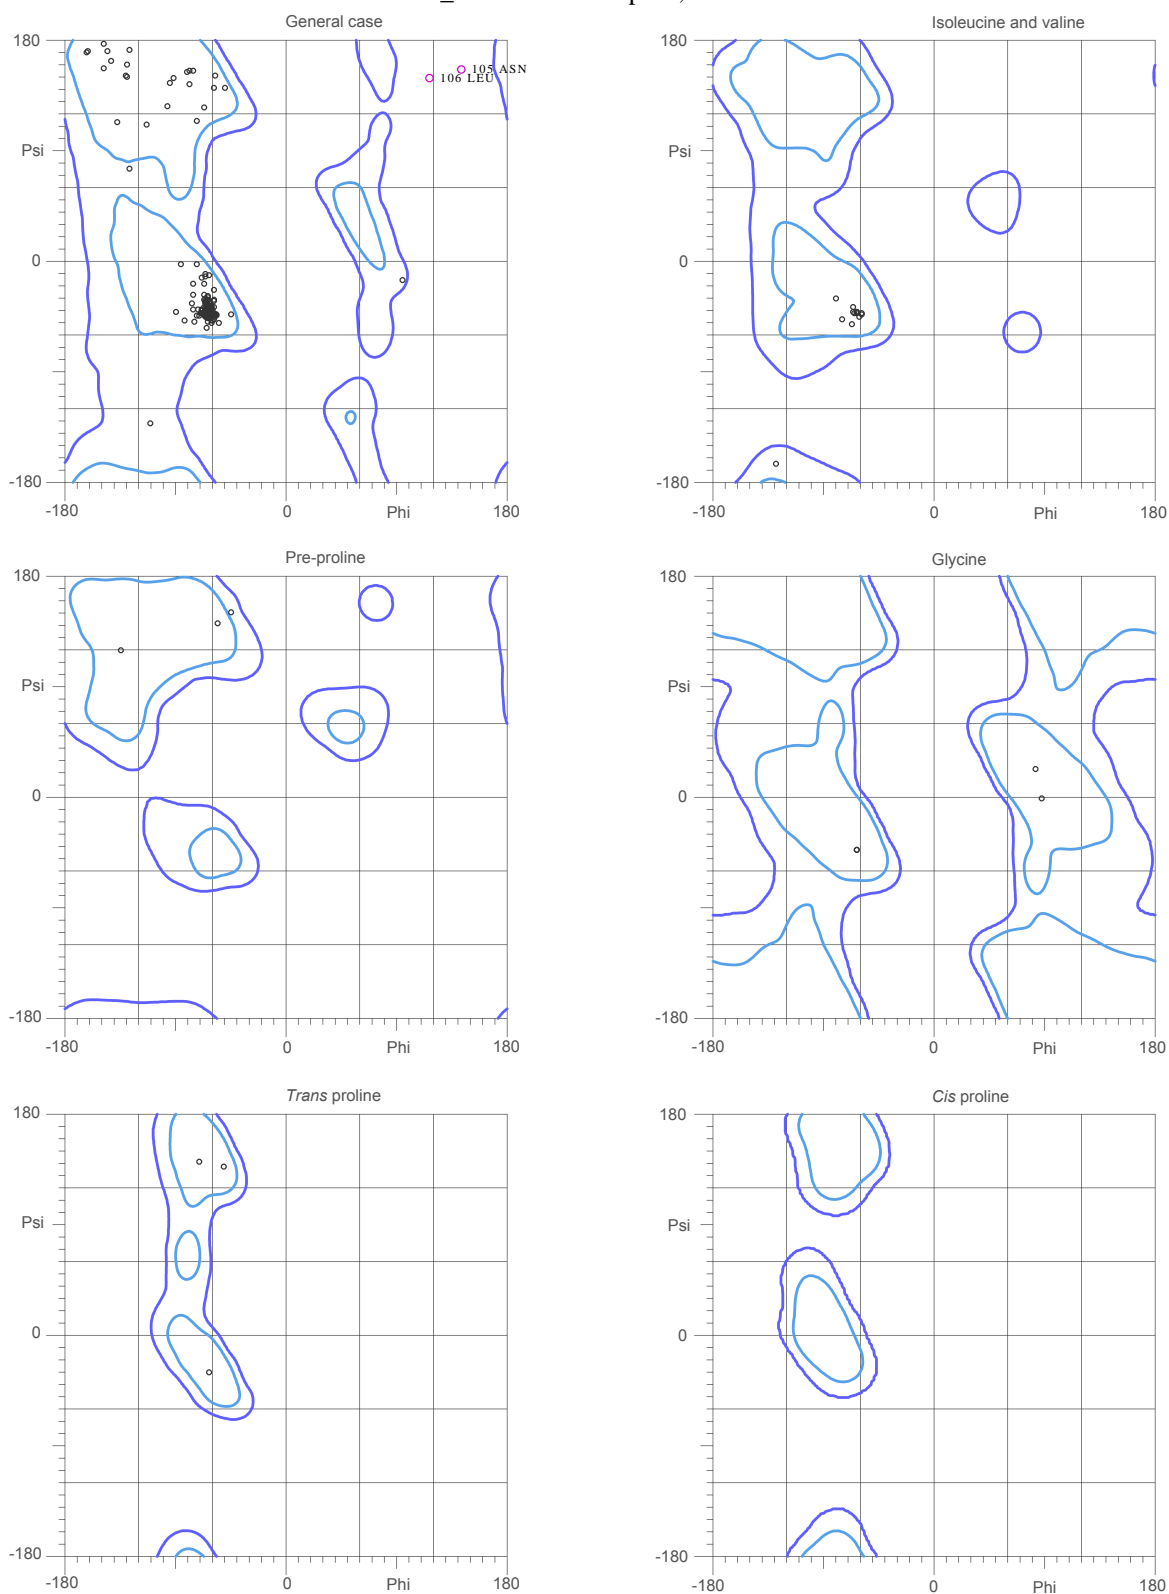 General case
Isoleucine and valine
180
105 ASN
106 LEU
Psi
0
-180
-180
0
Phi
180
180
Psi
0
-180
-180
0
Phi
180
Pre-proline
Glycine
180
Psi
0
-180
-180
0
Phi
180
180
Psi
0
-180
-180
0
Phi
180
Trans proline
Cis proline
180
Psi
0
-180
-180
0
Phi
180
180
Psi
0
-180
-180
0
Phi
180